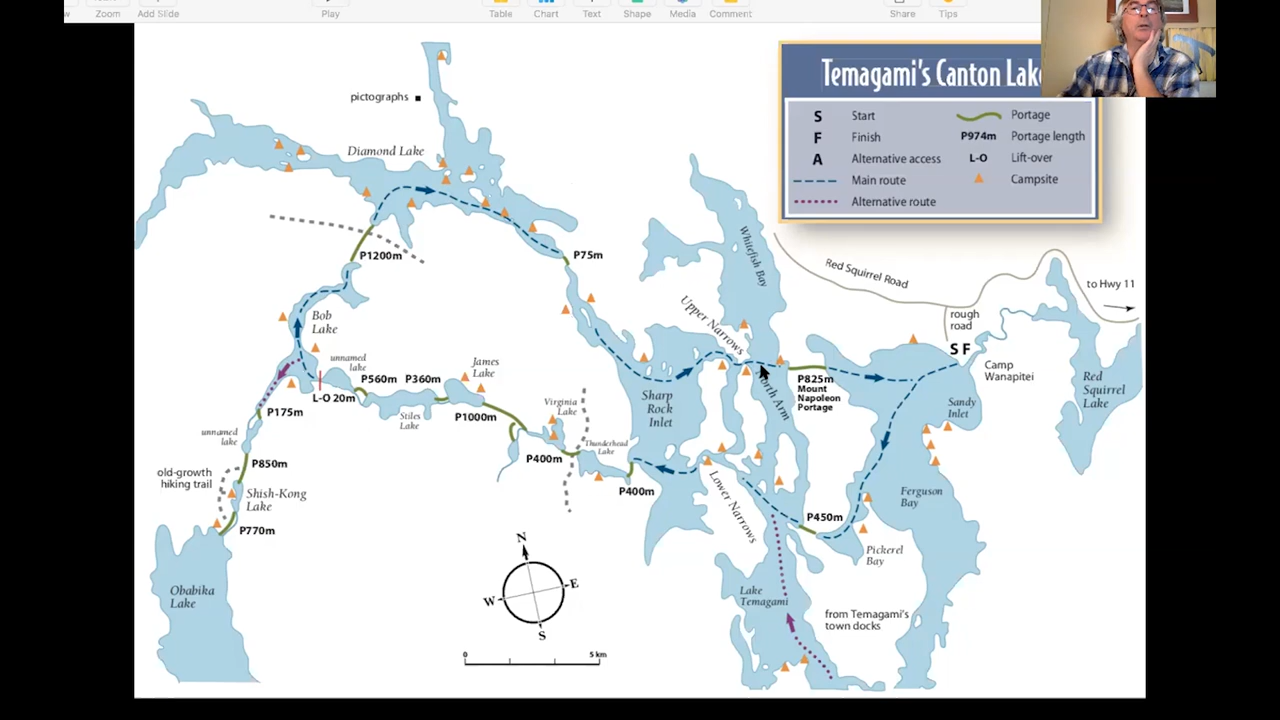 Zoom
Add Slide
Play
Table
Chart
Text
Shape
Media
Comment
Share
Tips
Temagami's Canton Lake
S Start
F Finish
A Alternative access
Main route
Alternative route
Portage
P974m Portage length
L-O Lift-over
Campsite
pictographs
Diamond Lake
P1200m
P75m
Whitefish Bay
Red Squirrel Road
to Hwy 11
Upper Narrows
rough
road
S F
Camp
Wanapitei
Bob
Lake
unnamed
lake
James
Lake
P560m
P360m
L-O 20m
P825m
Mount
Napoleon
Portage
Red
Squirrel
Lake
P175m
Stiles
Lake
P1000m
Virginia
Lake
Sharp
Rock
Inlet
North Arm
Sandy
Inlet
unnamed
lake
Thunderhead
Lake
P850m
P400m
old-growth
hiking trail
Shish-Kong
Lake
P400m
Lower Narrows
Ferguson
Bay
P770m
P450m
Pickerel
Bay
N
E
W
S
Obabika
Lake
Lake
Temagami
from Temagami's
town docks
0
5 km